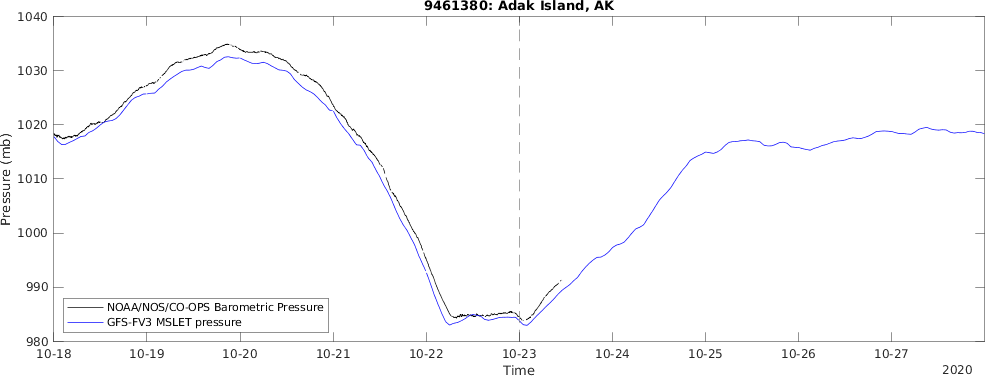 9461380: Adak Island, AK
Pressure (mb)
1040
1030
1020
1010
1000
990
980
NOAA/NOS/CO-OPS Barometric Pressure
GFS-FV3 MSLET pressure
10-18 10-19 10-20 10-21 10-22 10-23 10-24 10-25 10-26 10-27
Time
2020